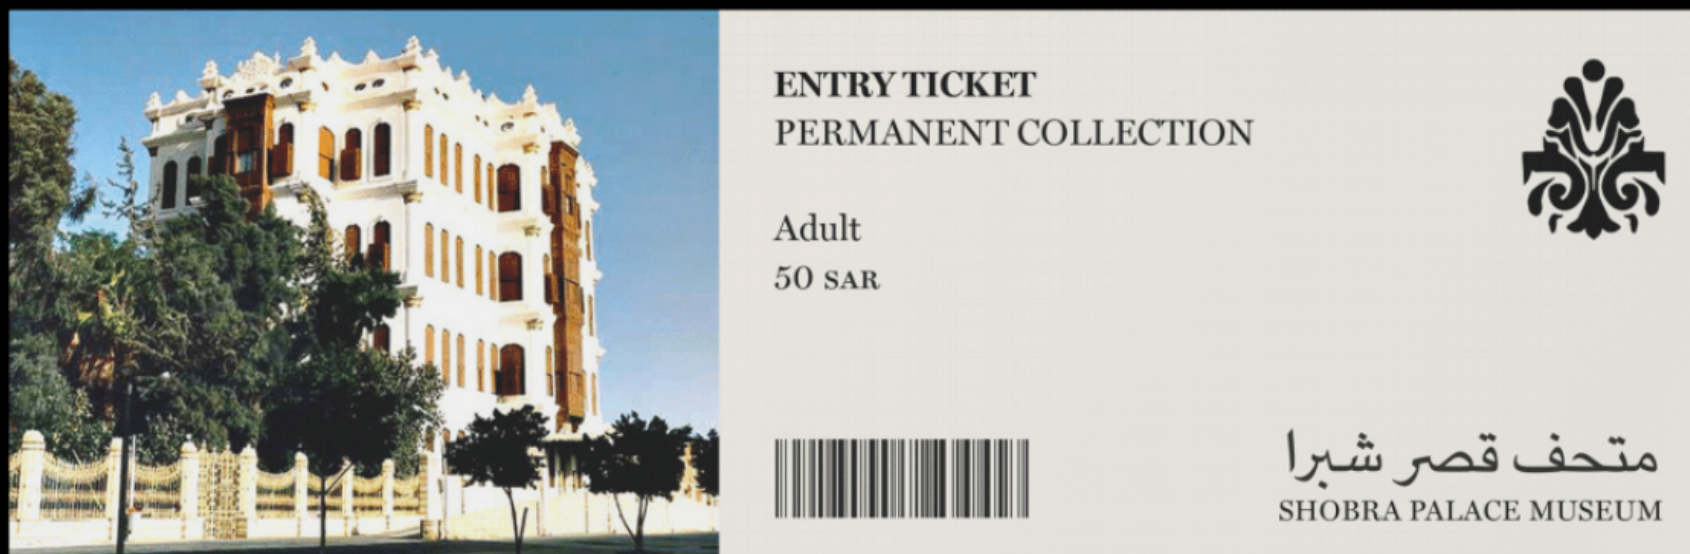 ENTRY TICKET
PERMANENT COLLECTION
Adult
50 SAR
متحف قصر شبرا
SHOBRA PALACE MUSEUM